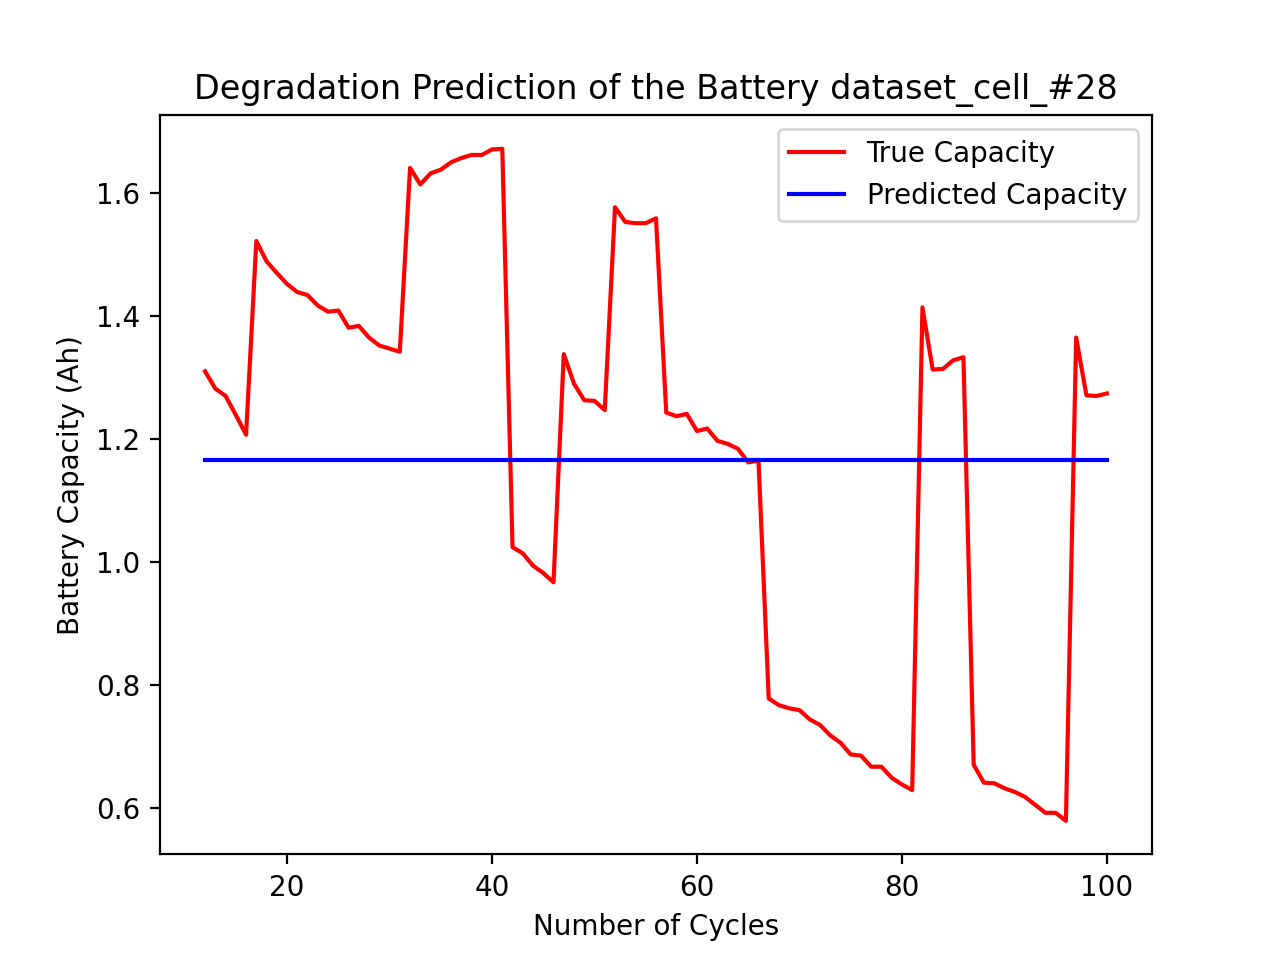 Degradation Prediction of the Battery dataset_cell_#28
True Capacity
Predicted Capacity
Battery Capacity (Ah)
1.6
1.4
1.2
1.0
0.8
0.6
20 40 60 80 100
Number of Cycles